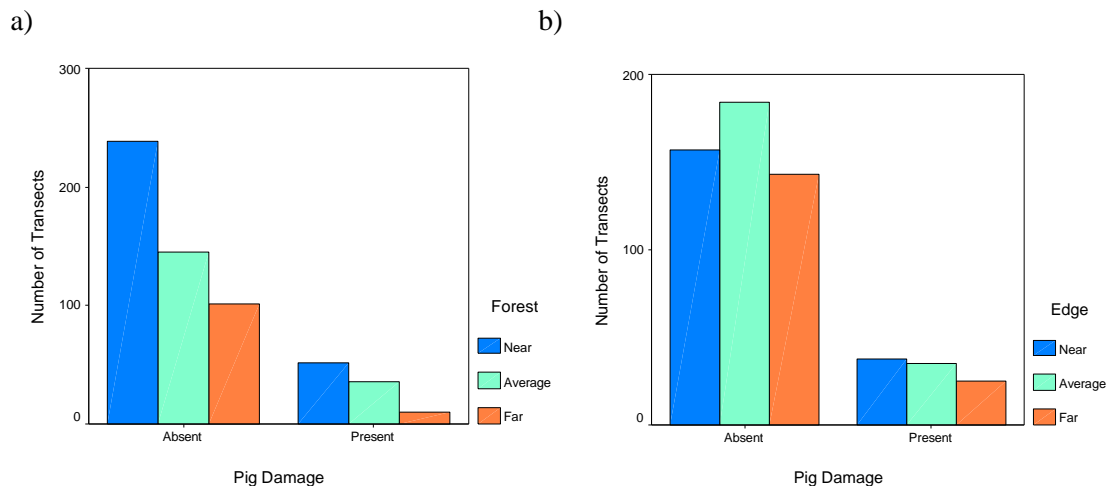 a)
300
200
100
0
Number of Transects
Absent
Present
Pig Damage
Forest
Near
Average
Far
b)
200
100
0
Number of Transects
Absent
Present
Pig Damage
Edge
Near
Average
Far